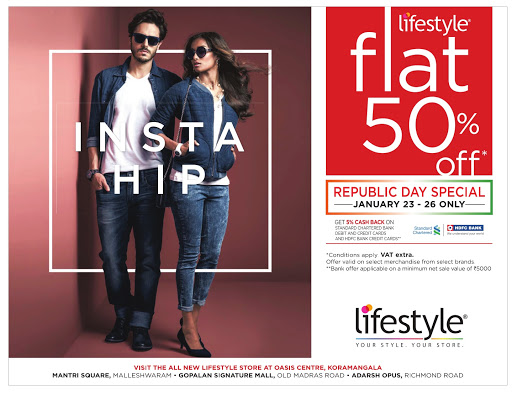 INSTA
HIP
lifestyle®
flat
50%
off*
REPUBLIC DAY SPECIAL
JANUARY 23 - 26 ONLY
GET 5% CASH BACK ON
STANDARD CHARTERED BANK
DEBIT AND CREDIT CARDS
AND HDFC BANK CREDIT CARDS**
Standard
Chartered
HDFC BANK
We understand your world
*Conditions apply VAT extra.
Offer valid on select merchandise from select brands.
**Bank offer applicable on a minimum net sale value of ₹5000
lifestyle®
YOUR STYLE. YOUR STORE.
VISIT THE ALL NEW LIFESTYLE STORE AT OASIS CENTRE, KORAMANGALA
MANTRI SQUARE, MALLESHWARAM • GOPALAN SIGNATURE MALL, OLD MADRAS ROAD • ADARSH OPUS, RICHMOND ROAD